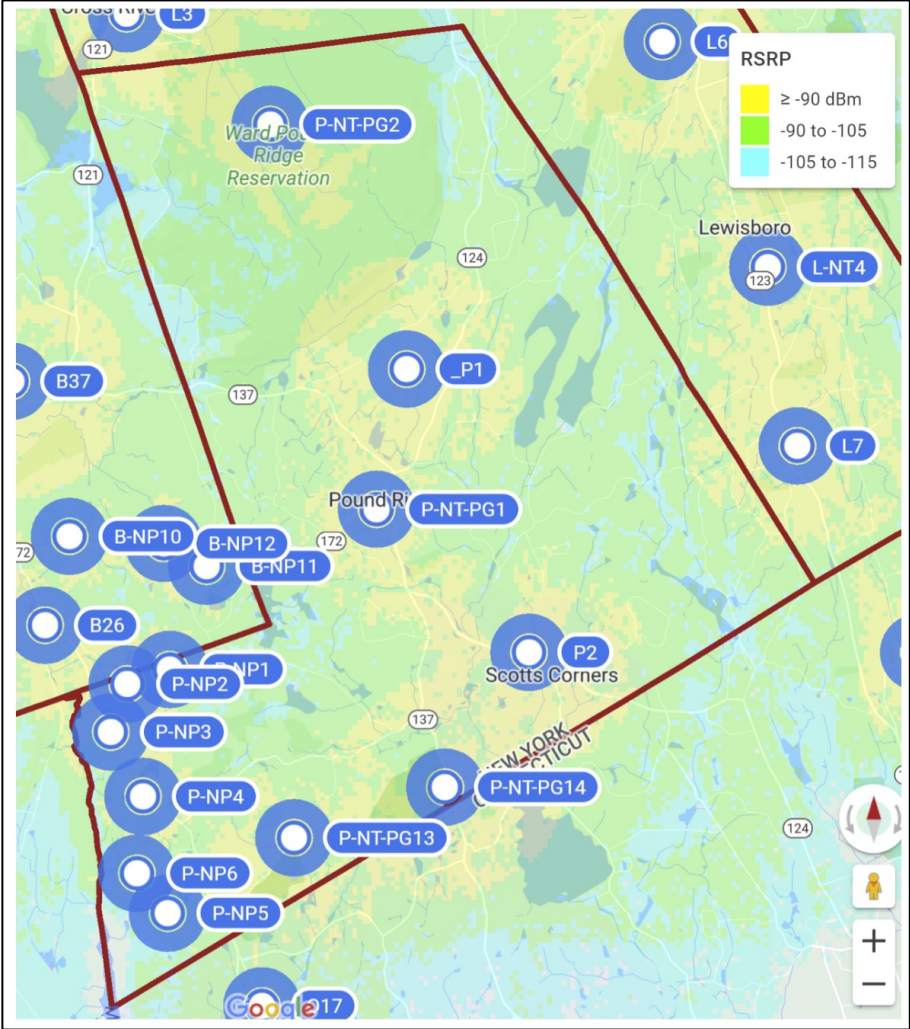 L3
121
L6
RSRP
≥ -90 dBm
-90 to -105
-105 to -115
P-NT-PG2
Ridge
Reservation
121
Lewisboro
124
L-NT4
123
B37
_P1
137
L7
P-NT-PG1
B-NP10
B-NP12
172
B-NP11
B26
P2
Scotts Corners
P-NP2
P-NP3
137
P-NT-PG14
P-NP4
124
P-NT-PG13
P-NP6
P-NP5
Google